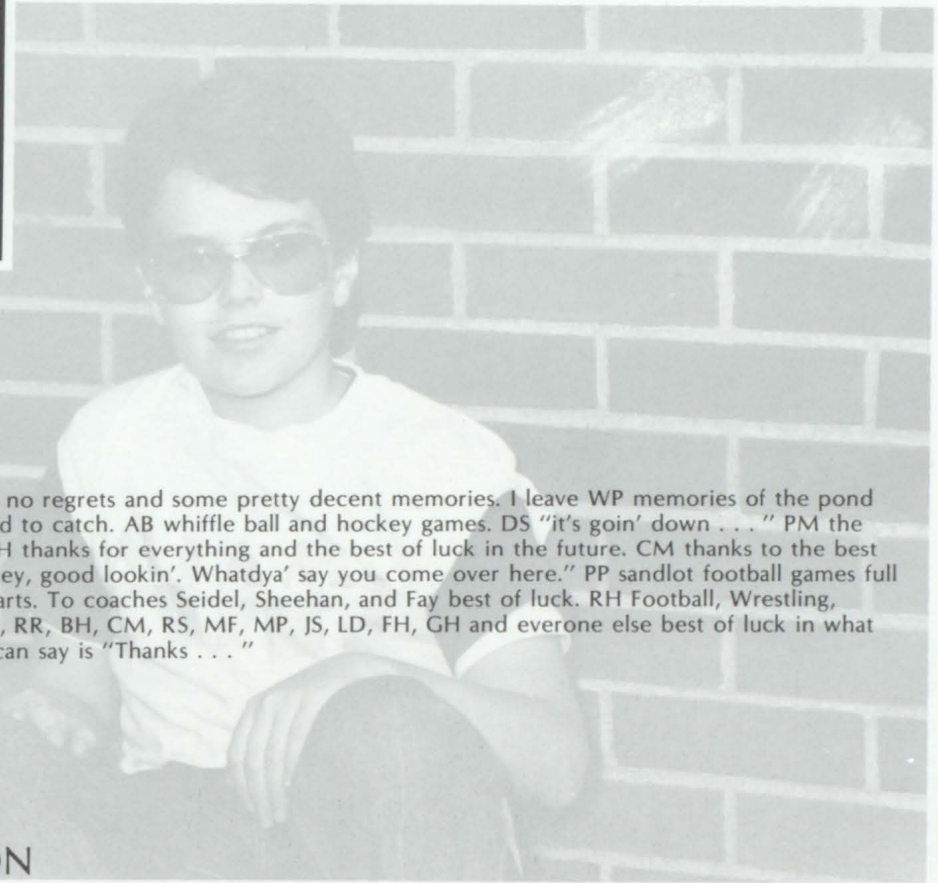 no regrets and some pretty decent memories. I leave WP memories of the pond
d to catch. AB whiffle ball and hockey games. DS "it's goin' down . . . " PM the
H thanks for everything and the best of luck in the future. CM thanks to the best
ey, good lookin'. Whatdya' say you come over here." PP sandlot football games full
arts. To coaches Seidel, Sheehan, and Fay best of luck. RH Football, Wrestling,
, RR, BH, CM, RS, MF, MP, JS, LD, FH, GH and everone else best of luck in what
can say is "Thanks . . . "
ON